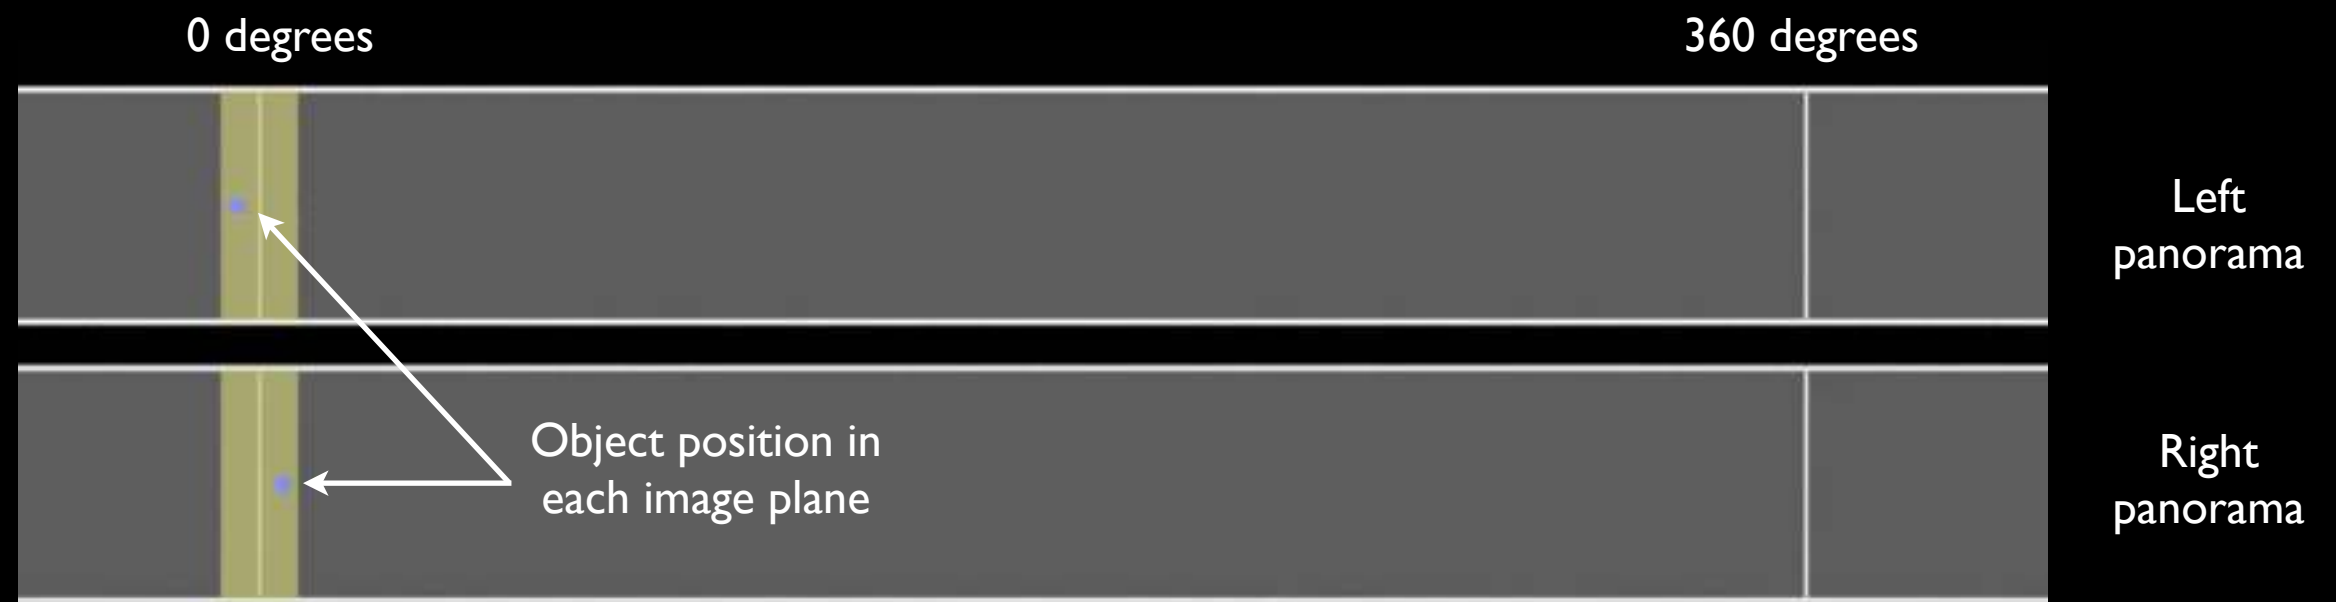 0 degrees
360 degrees
Left
panorama
Object position in
each image plane
Right
panorama